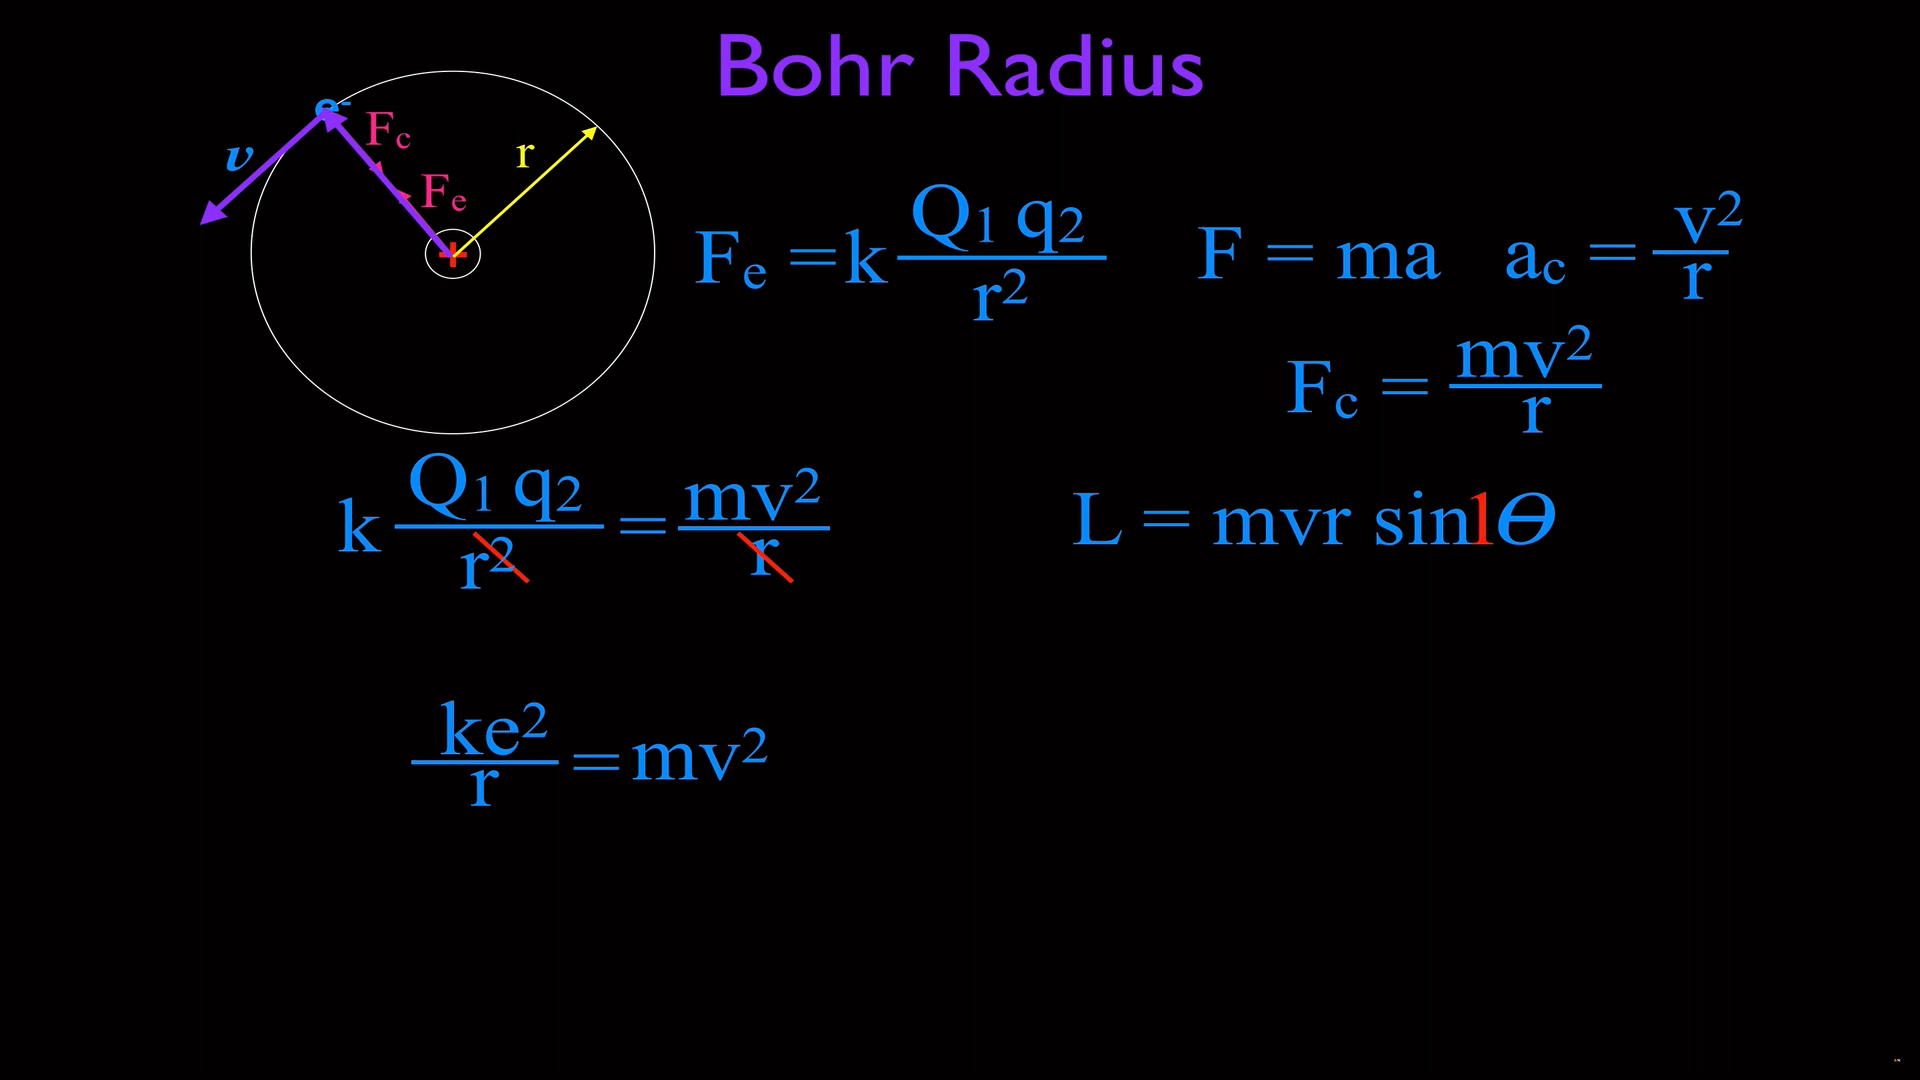 Bohr Radius
e-
v
Fc
Fe
r
+
Fe = k Q1 q2 / r2
F = ma ac = v2 / r
Fc = mv2 / r
k Q1 q2 / r2 = mv2 / r
L = mvr sin1Θ
ke2 / r = mv2